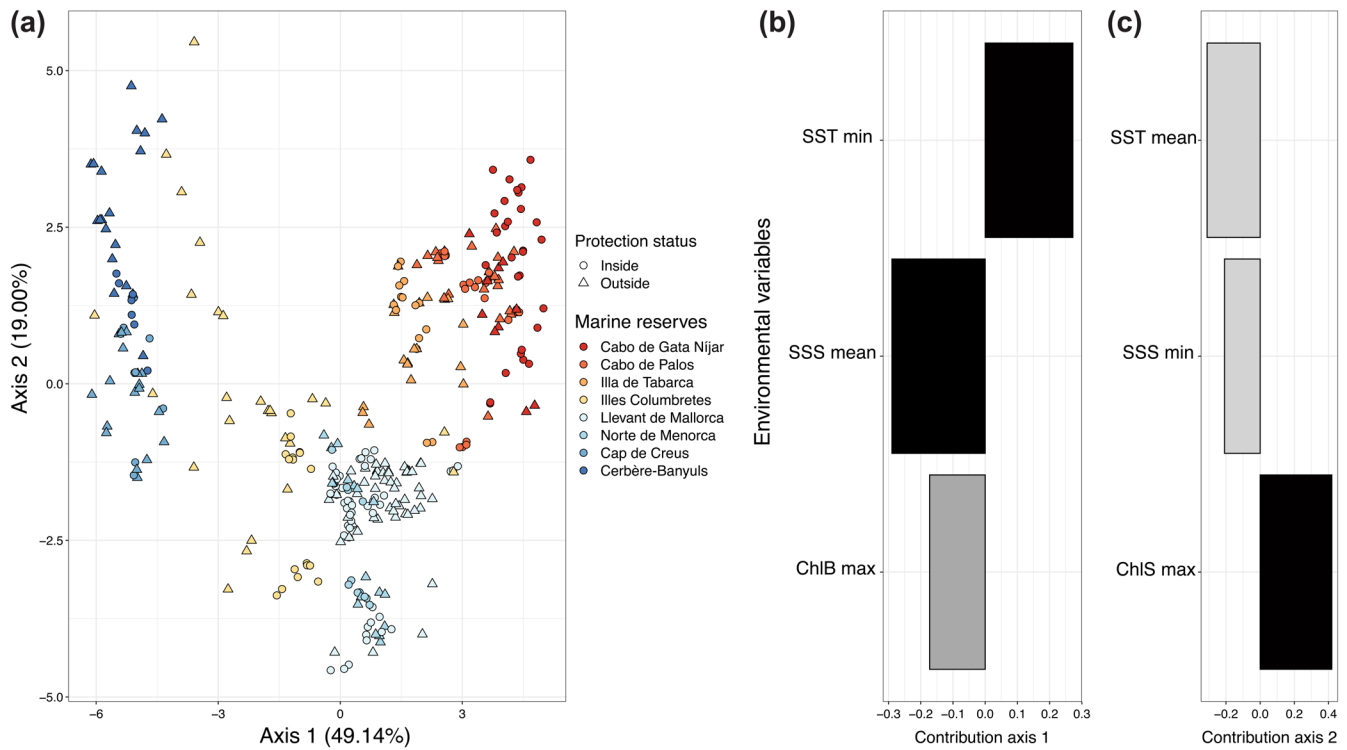 (a)
5.0
2.5
0.0
−2.5
−5.0
Axis 2 (19.00%)
−6
−3
0
3
Axis 1 (49.14%)
Protection status
Inside
Outside
Marine reserves
Cabo de Gata Níjar
Cabo de Palos
Illa de Tabarca
Illes Columbretes
Llevant de Mallorca
Norte de Menorca
Cap de Creus
Cerbère-Banyuls
(b)
Environmental variables
SST min
SSS mean
ChlB max
−0.3
−0.2
−0.1
0.0
0.1
0.2
0.3
Contribution axis 1
(c)
SST mean
SSS min
ChlS max
−0.2
0.0
0.2
0.4
Contribution axis 2